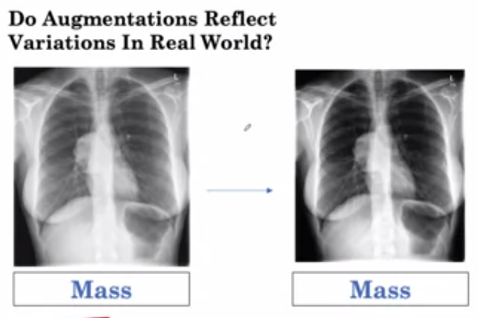 Do Augmentations Reflect
Variations In Real World?
L
L
Mass
Mass